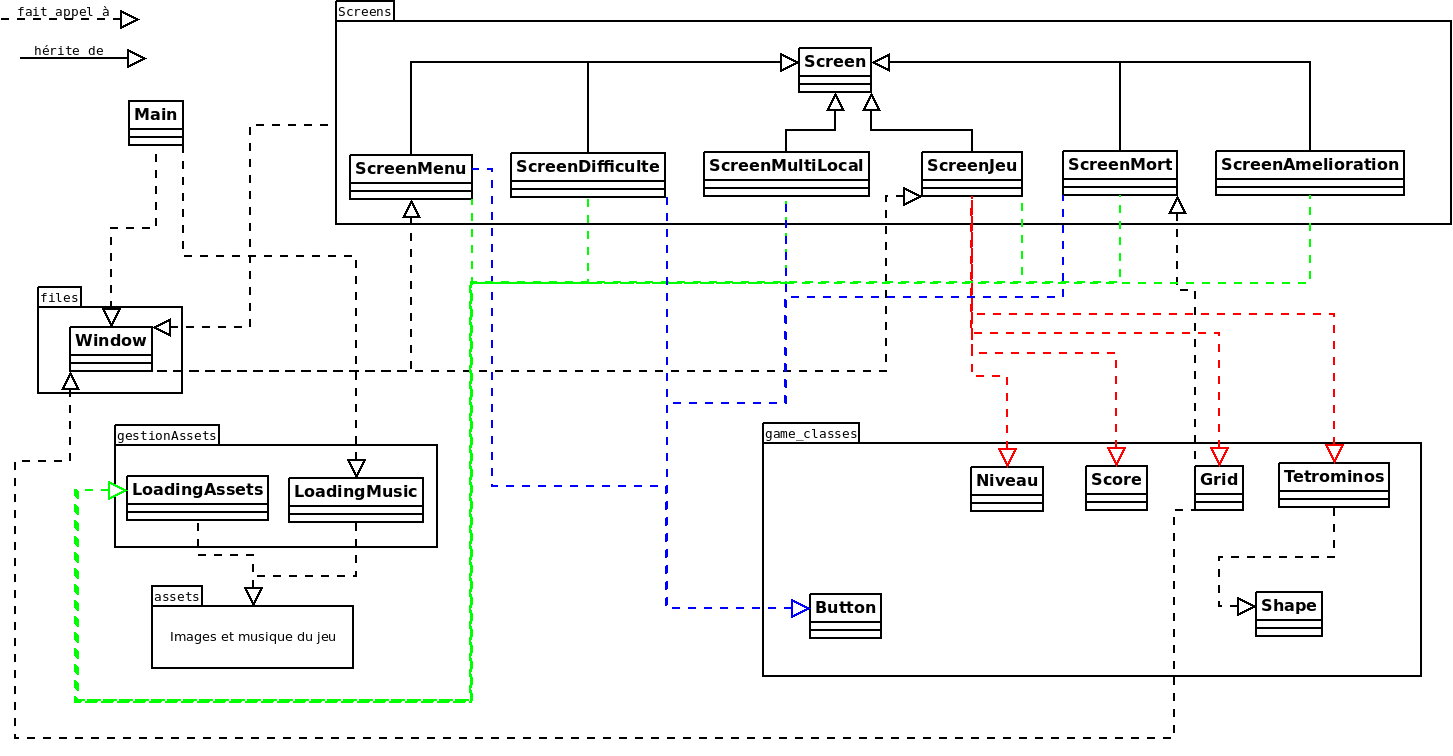 fait appel à
hérite de
Screens
Screen
Main
ScreenMenu
ScreenDifficulte
ScreenMultiLocal
ScreenJeu
ScreenMort
ScreenAmelioration
files
Window
gestionAssets
LoadingAssets
LoadingMusic
game_classes
Niveau
Score
Grid
Tetrominos
assets
Images et musique du jeu
Button
Shape